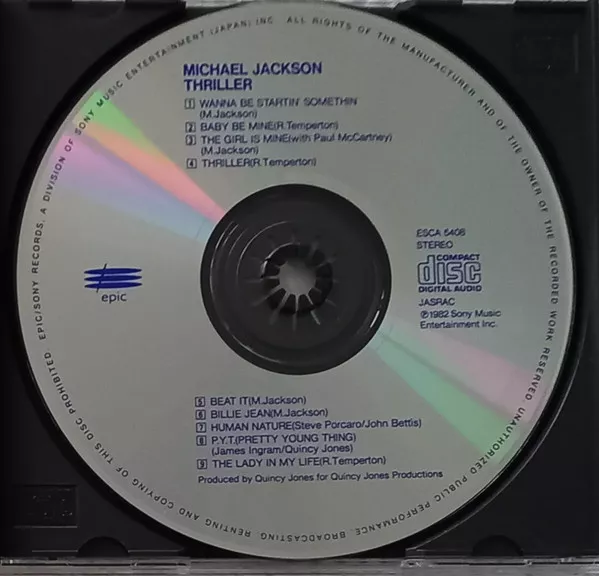 MICHAEL JACKSON
THRILLER
1 WANNA BE STARTIN' SOMETHIN
(M.Jackson)
2 BABY BE MINE(R.Temperton)
3 THE GIRL IS MINE(with Paul McCartney)
(M.Jackson)
4 THRILLER(R.Temperton)
epic
ESCA 5408
STEREO
COMPACT
disc
DIGITAL AUDIO
JASRAC
℗1982 Sony Music
Entertainment Inc.
5 BEAT IT(M.Jackson)
6 BILLIE JEAN(M.Jackson)
7 HUMAN NATURE(Steve Porcaro/John Bettis)
8 P.Y.T.(PRETTY YOUNG THING)
(James Ingram/Quincy Jones)
9 THE LADY IN MY LIFE(R.Temperton)
Produced by Quincy Jones for Quincy Jones Productions
EPIC/SONY RECORDS. A DIVISION OF SONY MUSIC ENTERTAINMENT (JAPAN) INC. ALL RIGHTS OF THE MANUFACTURER AND OF THE OWNER OF THE RECORDED WORK RESERVED. UNAUTHORIZED PUBLIC PERFORMANCE, BROADCASTING, RENTING AND COPYING OF THIS DISC PROHIBITED.